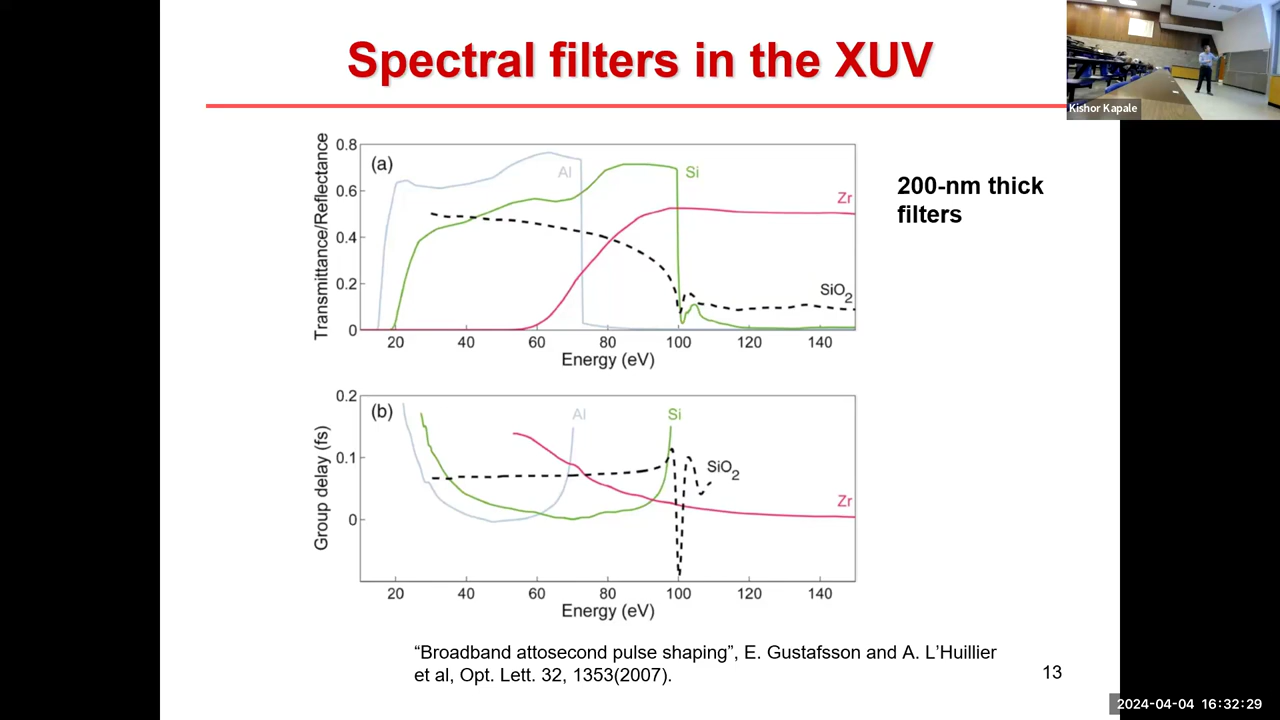 Spectral filters in the XUV
Kishor Kapale
(a)
Al
Si
Zr
SiO2
0.8
0.6
0.4
0.2
0
Transmittance/Reflectance
20 40 60 80 100 120 140
Energy (eV)
200-nm thick
filters
(b)
Al
Si
SiO2
Zr
0.2
0.1
0
Group delay (fs)
20 40 60 80 100 120 140
Energy (eV)
“Broadband attosecond pulse shaping”, E. Gustafsson and A. L’Huillier
et al, Opt. Lett. 32, 1353(2007).
13
2024-04-04 16:32:29